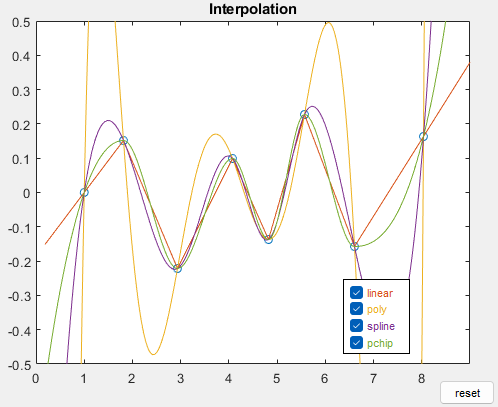 Interpolation
0.5
0.4
0.3
0.2
0.1
0
-0.1
-0.2
-0.3
-0.4
-0.5
0 1 2 3 4 5 6 7 8
linear
poly
spline
pchip
reset